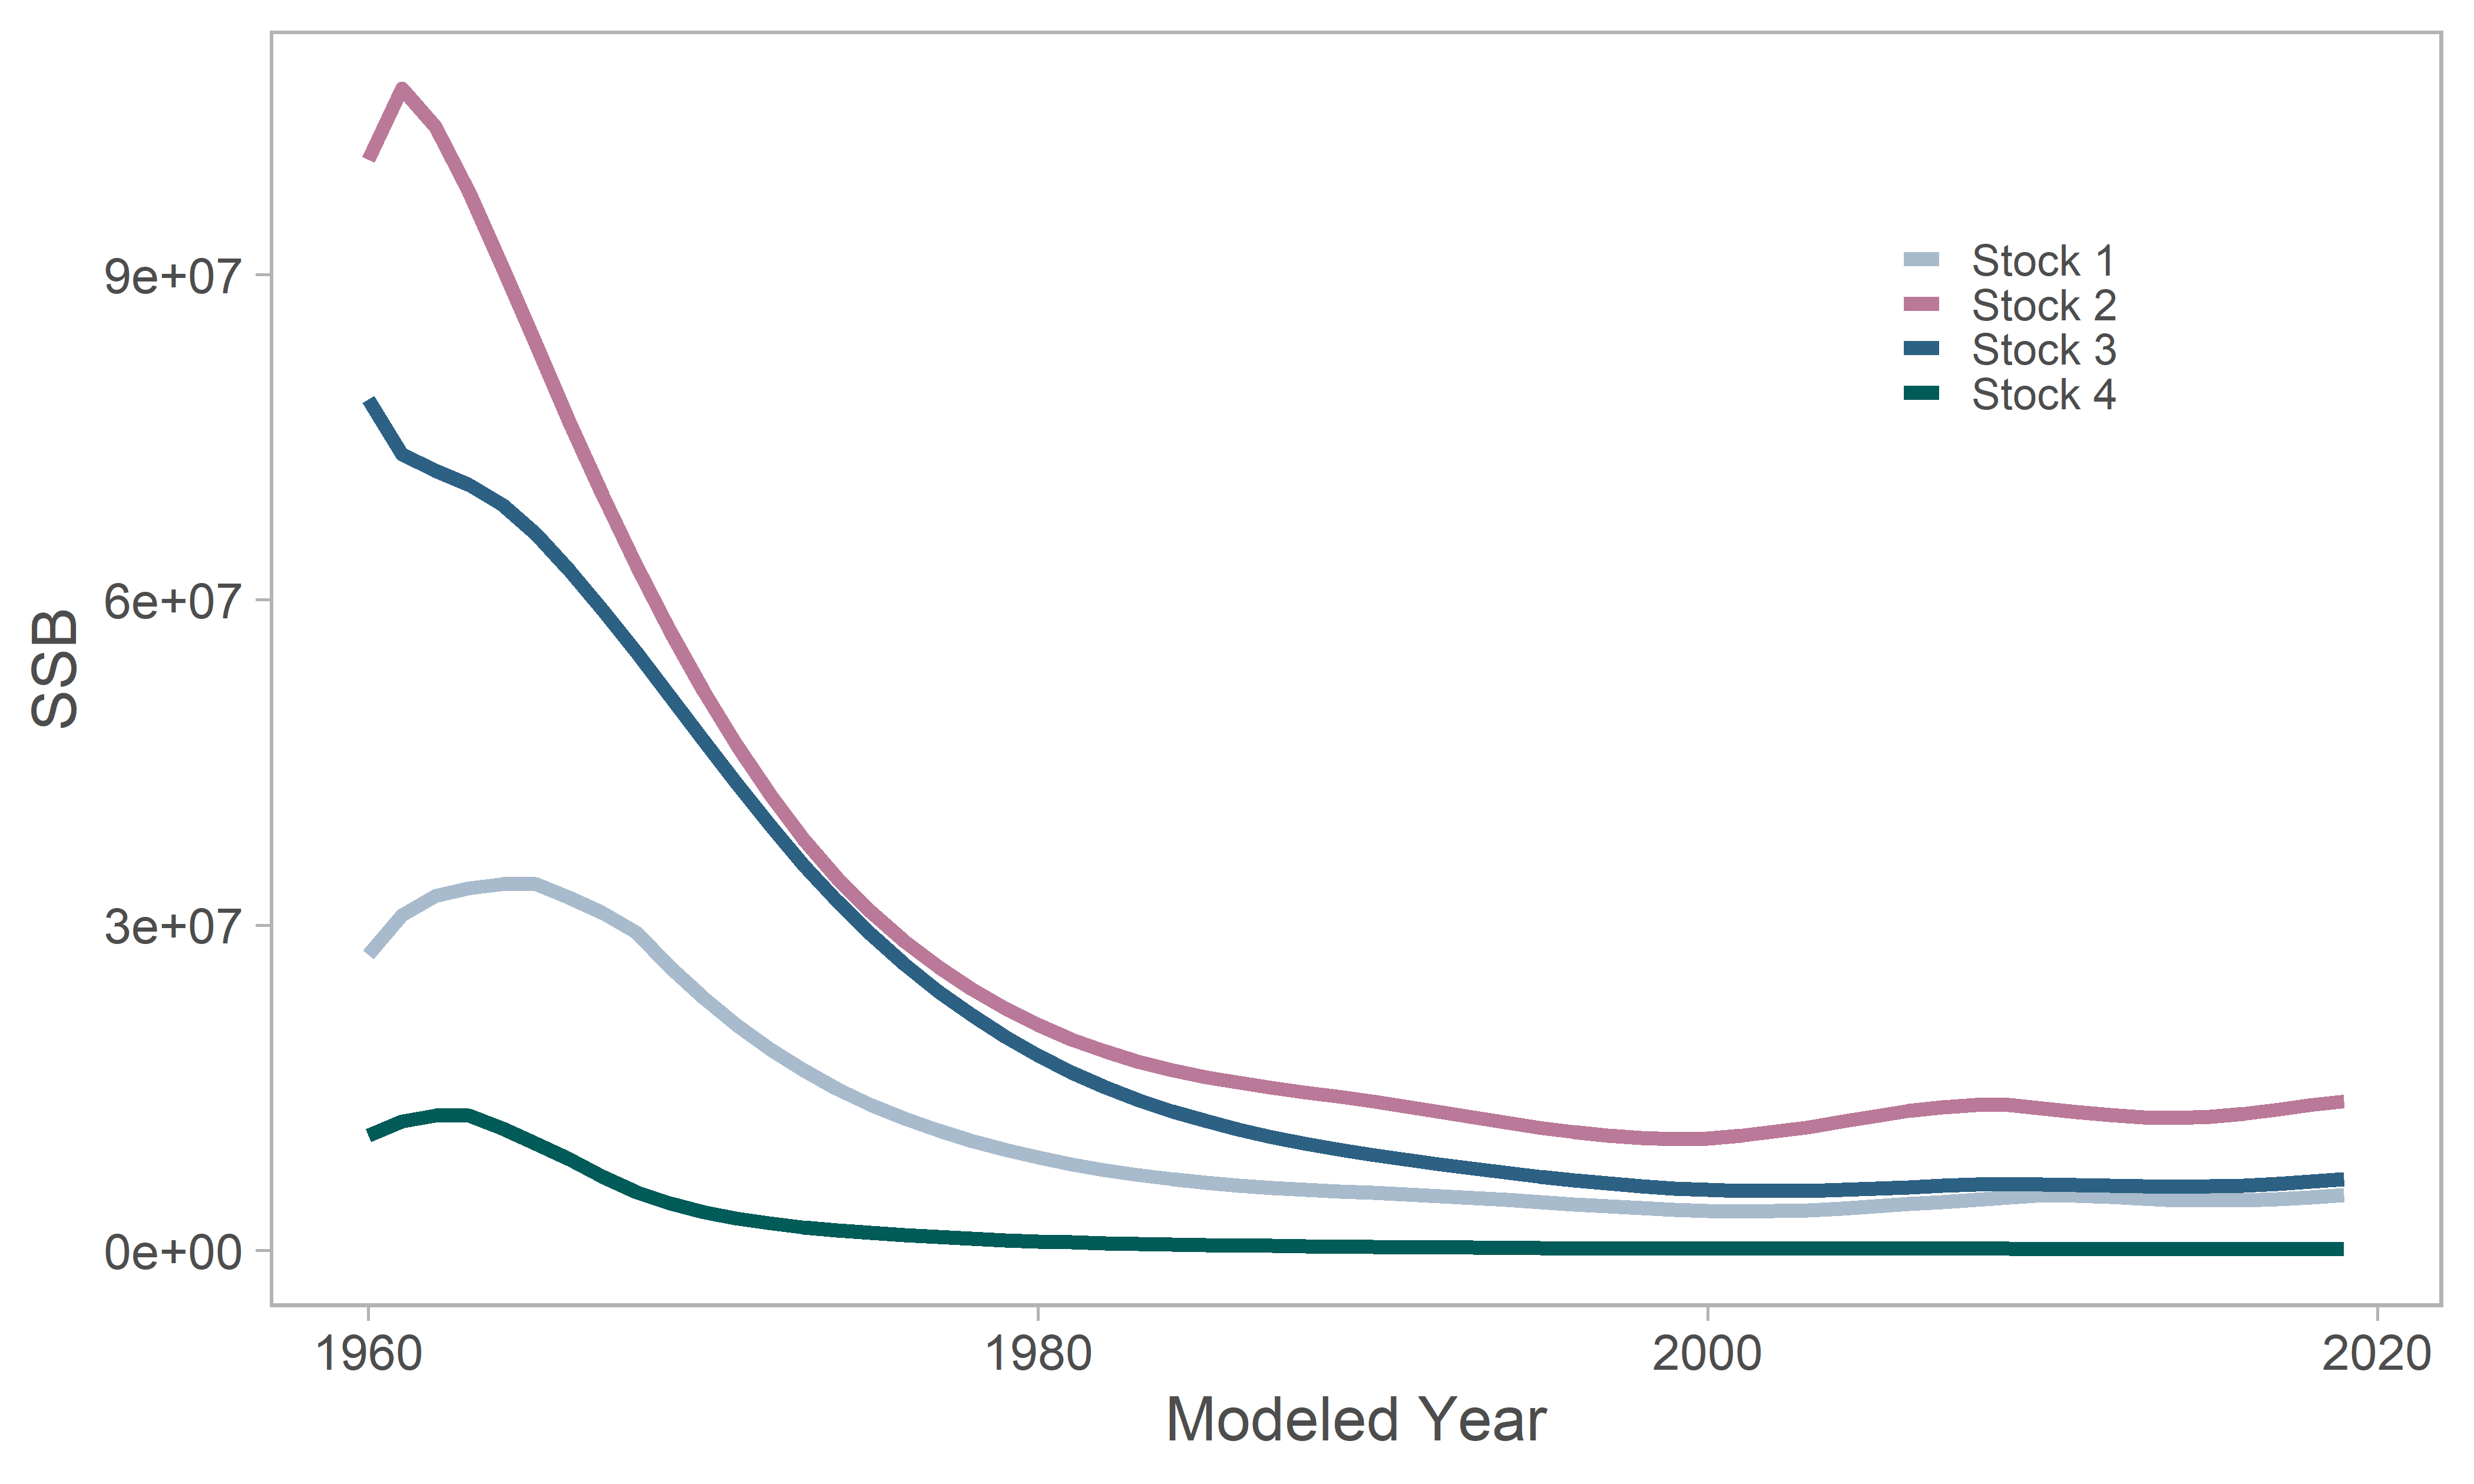 SSB
9e+07
6e+07
3e+07
0e+00
Stock 1
Stock 2
Stock 3
Stock 4
1960
1980
2000
2020
Modeled Year